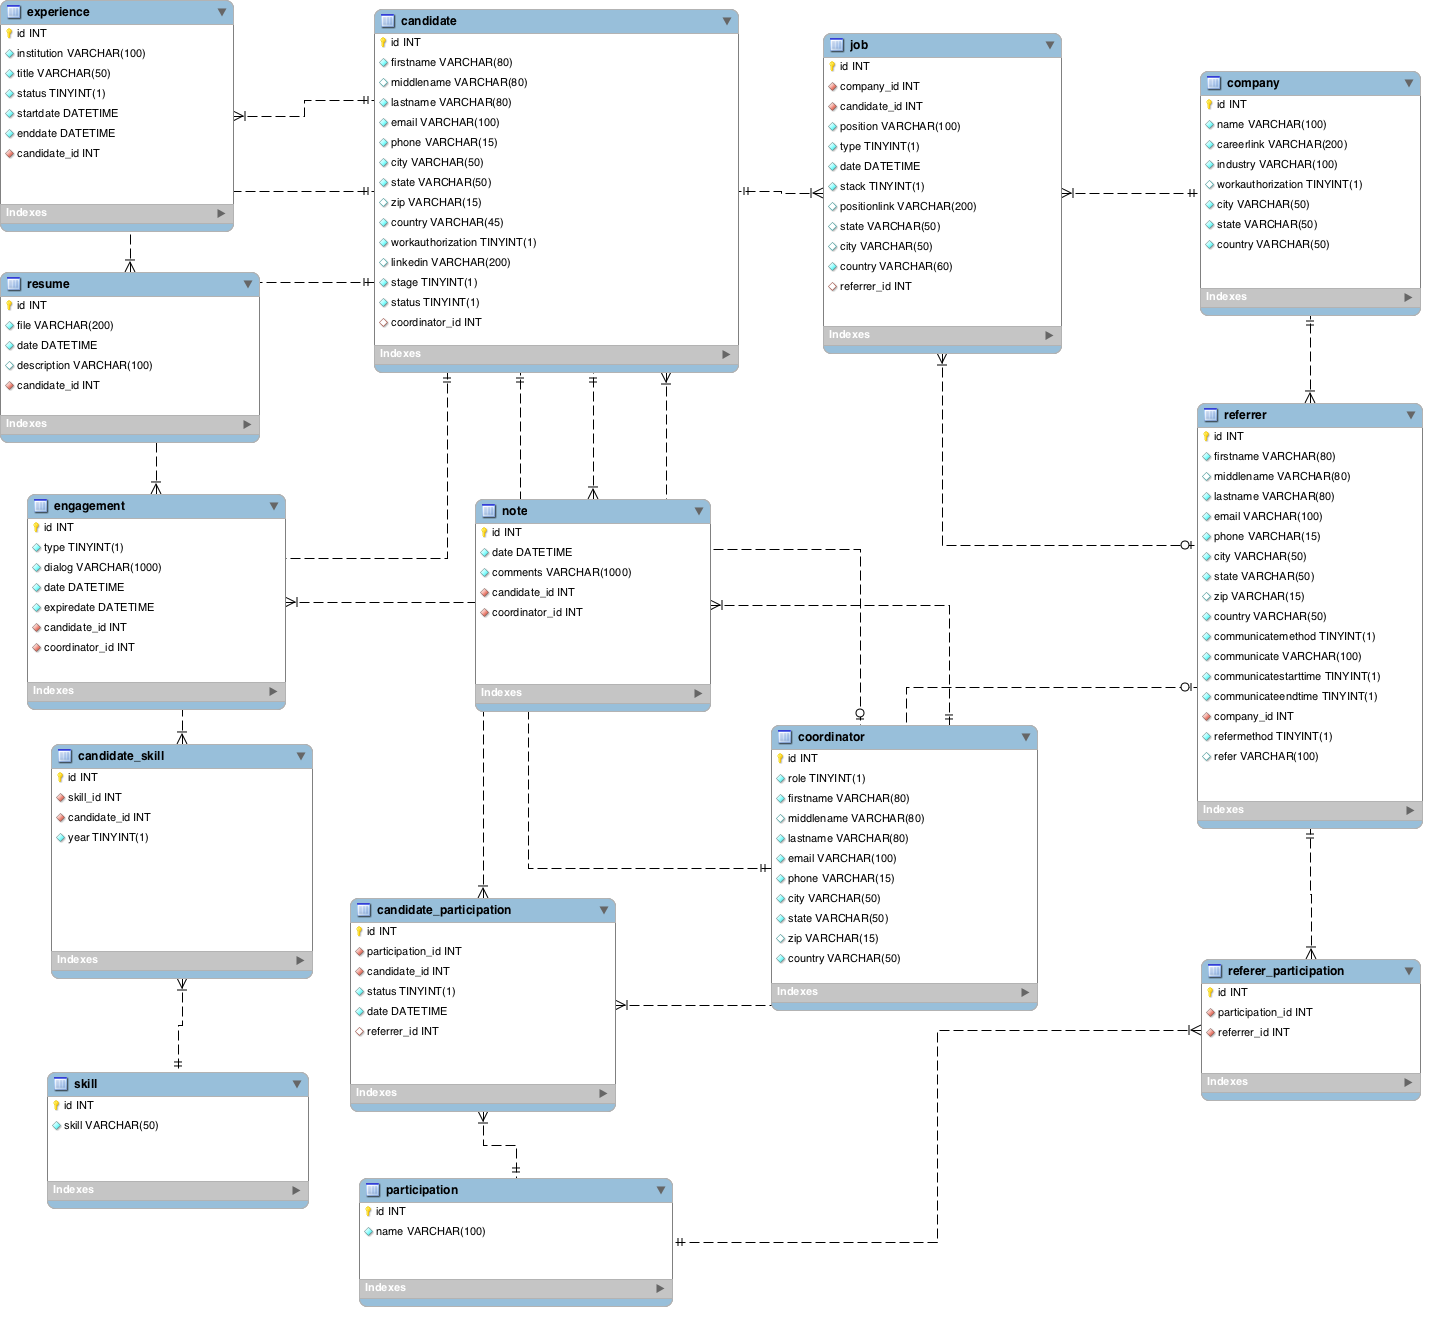 experience
id INT
institution VARCHAR(100)
title VARCHAR(50)
status TINYINT(1)
startdate DATETIME
enddate DATETIME
candidate_id INT
Indexes
candidate
id INT
firstname VARCHAR(80)
middlename VARCHAR(80)
lastname VARCHAR(80)
email VARCHAR(100)
phone VARCHAR(15)
city VARCHAR(50)
state VARCHAR(50)
zip VARCHAR(15)
country VARCHAR(45)
workauthorization TINYINT(1)
linkedin VARCHAR(200)
stage TINYINT(1)
status TINYINT(1)
coordinator_id INT
Indexes
job
id INT
company_id INT
candidate_id INT
position VARCHAR(100)
type TINYINT(1)
date DATETIME
stack TINYINT(1)
positionlink VARCHAR(200)
state VARCHAR(50)
city VARCHAR(50)
country VARCHAR(60)
referrer_id INT
Indexes
company
id INT
name VARCHAR(100)
careerlink VARCHAR(200)
industry VARCHAR(100)
workauthorization TINYINT(1)
city VARCHAR(50)
state VARCHAR(50)
country VARCHAR(50)
Indexes
resume
id INT
file VARCHAR(200)
date DATETIME
description VARCHAR(100)
candidate_id INT
Indexes
engagement
id INT
type TINYINT(1)
dialog VARCHAR(1000)
date DATETIME
expiredate DATETIME
candidate_id INT
coordinator_id INT
Indexes
note
id INT
date DATETIME
comments VARCHAR(1000)
candidate_id INT
coordinator_id INT
Indexes
referrer
id INT
firstname VARCHAR(80)
middlename VARCHAR(80)
lastname VARCHAR(80)
email VARCHAR(100)
phone VARCHAR(15)
city VARCHAR(50)
state VARCHAR(50)
zip VARCHAR(15)
country VARCHAR(50)
communicatemethod TINYINT(1)
communicate VARCHAR(100)
communicatestarttime TINYINT(1)
communicateendtime TINYINT(1)
company_id INT
refermethod TINYINT(1)
refer VARCHAR(100)
Indexes
candidate_skill
id INT
skill_id INT
candidate_id INT
year TINYINT(1)
Indexes
coordinator
id INT
role TINYINT(1)
firstname VARCHAR(80)
middlename VARCHAR(80)
lastname VARCHAR(80)
email VARCHAR(100)
phone VARCHAR(15)
city VARCHAR(50)
state VARCHAR(50)
zip VARCHAR(15)
country VARCHAR(50)
Indexes
candidate_participation
id INT
participation_id INT
candidate_id INT
status TINYINT(1)
date DATETIME
referrer_id INT
Indexes
referer_participation
id INT
participation_id INT
referrer_id INT
Indexes
skill
id INT
skill VARCHAR(50)
Indexes
participation
id INT
name VARCHAR(100)
Indexes